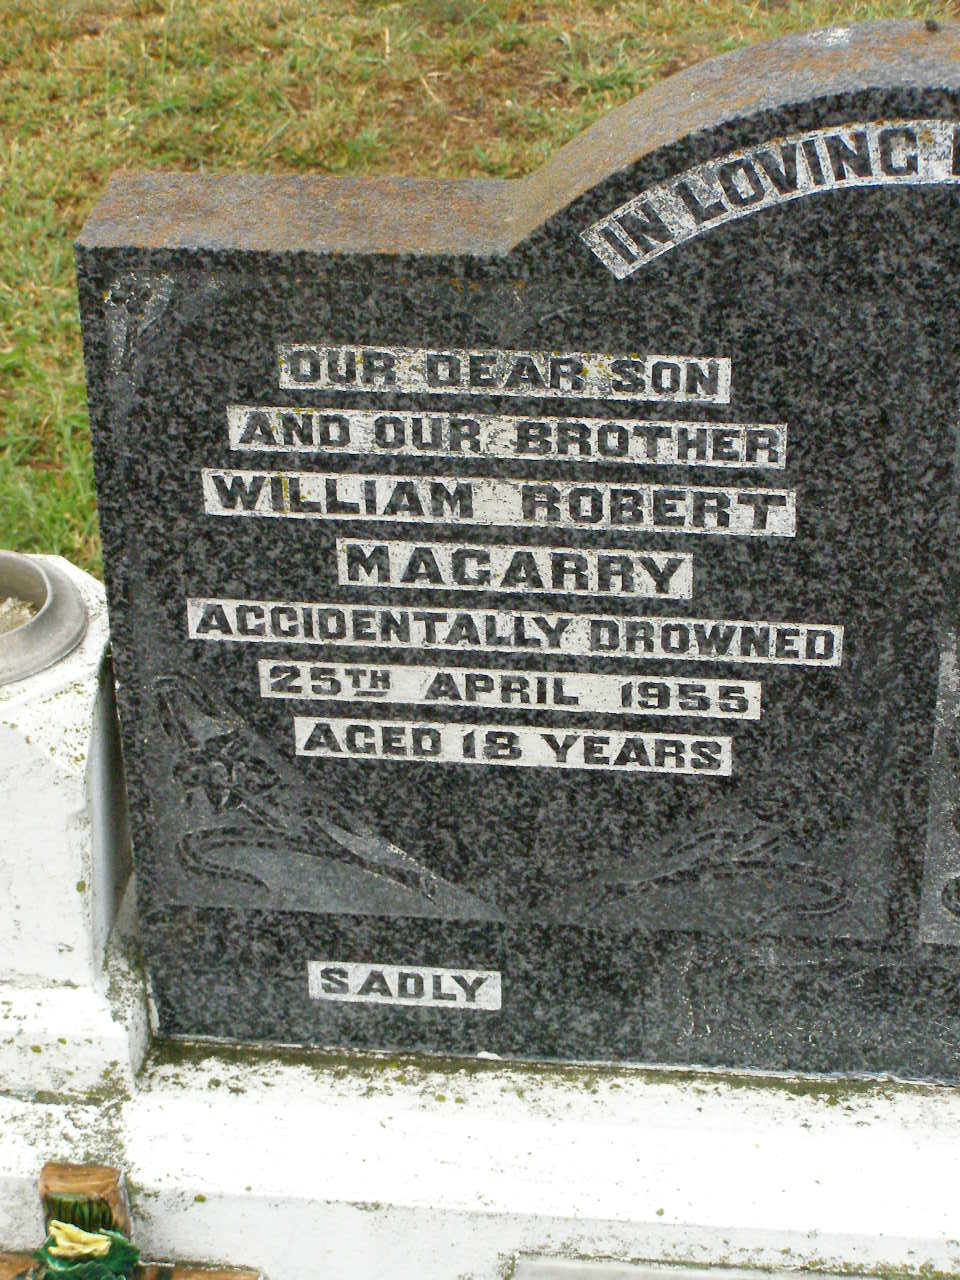 IN LOVING
OUR DEAR SON
AND OUR BROTHER
WILLIAM ROBERT
MAGARRY
ACCIDENTALLY DROWNED
25TH APRIL 1955
AGED 18 YEARS
SADLY